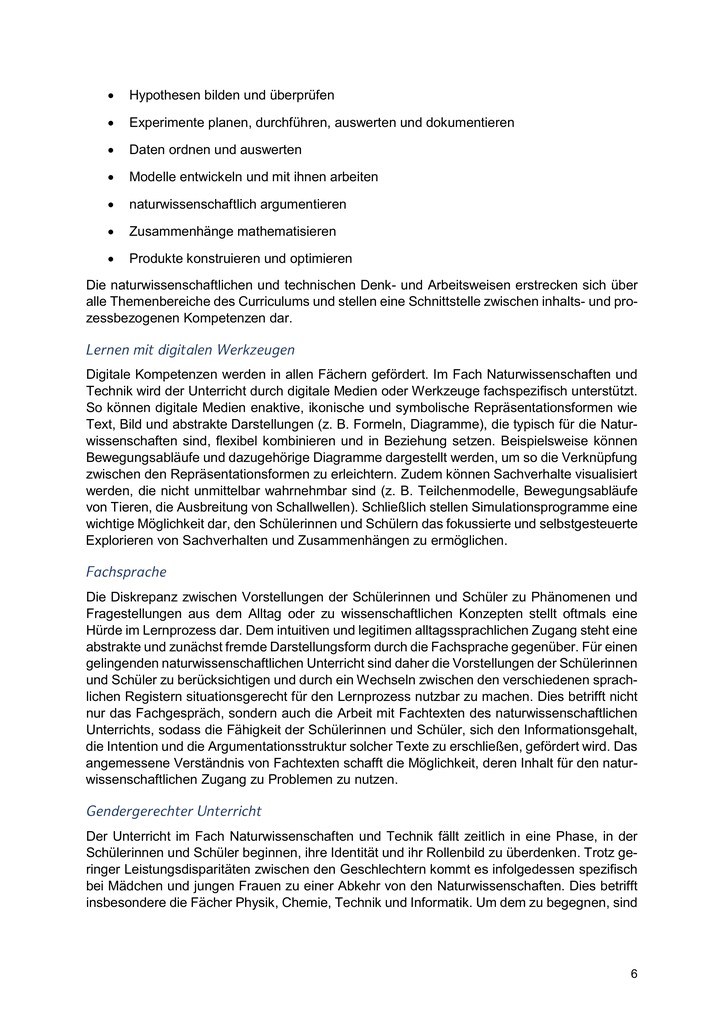 • Hypothesen bilden und überprüfen
• Experimente planen, durchführen, auswerten und dokumentieren
• Daten ordnen und auswerten
• Modelle entwickeln und mit ihnen arbeiten
• naturwissenschaftlich argumentieren
• Zusammenhänge mathematisieren
• Produkte konstruieren und optimieren
Die naturwissenschaftlichen und technischen Denk- und Arbeitsweisen erstrecken sich über
alle Themenbereiche des Curriculums und stellen eine Schnittstelle zwischen inhalts- und pro-
zessbezogenen Kompetenzen dar.
Lernen mit digitalen Werkzeugen
Digitale Kompetenzen werden in allen Fächern gefördert. Im Fach Naturwissenschaften und
Technik wird der Unterricht durch digitale Medien oder Werkzeuge fachspezifisch unterstützt.
So können digitale Medien enaktive, ikonische und symbolische Repräsentationsformen wie
Text, Bild und abstrakte Darstellungen (z. B. Formeln, Diagramme), die typisch für die Natur-
wissenschaften sind, flexibel kombinieren und in Beziehung setzen. Beispielsweise können
Bewegungsabläufe und dazugehörige Diagramme dargestellt werden, um so die Verknüpfung
zwischen den Repräsentationsformen zu erleichtern. Zudem können Sachverhalte visualisiert
werden, die nicht unmittelbar wahrnehmbar sind (z. B. Teilchenmodelle, Bewegungsabläufe
von Tieren, die Ausbreitung von Schallwellen). Schließlich stellen Simulationsprogramme eine
wichtige Möglichkeit dar, den Schülerinnen und Schülern das fokussierte und selbstgesteuerte
Explorieren von Sachverhalten und Zusammenhängen zu ermöglichen.
Fachsprache
Die Diskrepanz zwischen Vorstellungen der Schülerinnen und Schüler zu Phänomenen und
Fragestellungen aus dem Alltag oder zu wissenschaftlichen Konzepten stellt oftmals eine
Hürde im Lernprozess dar. Dem intuitiven und legitimen alltagssprachlichen Zugang steht eine
abstrakte und zunächst fremde Darstellungsform durch die Fachsprache gegenüber. Für einen
gelingenden naturwissenschaftlichen Unterricht sind daher die Vorstellungen der Schülerinnen
und Schüler zu berücksichtigen und durch ein Wechseln zwischen den verschiedenen sprach-
lichen Registern situationsgerecht für den Lernprozess nutzbar zu machen. Dies betrifft nicht
nur das Fachgespräch, sondern auch die Arbeit mit Fachtexten des naturwissenschaftlichen
Unterrichts, sodass die Fähigkeit der Schülerinnen und Schüler, sich den Informationsgehalt,
die Intention und die Argumentationsstruktur solcher Texte zu erschließen, gefördert wird. Das
angemessene Verständnis von Fachtexten schafft die Möglichkeit, deren Inhalt für den natur-
wissenschaftlichen Zugang zu Problemen zu nutzen.
Gendergerechter Unterricht
Der Unterricht im Fach Naturwissenschaften und Technik fällt zeitlich in eine Phase, in der
Schülerinnen und Schüler beginnen, ihre Identität und ihr Rollenbild zu überdenken. Trotz ge-
ringer Leistungsdisparitäten zwischen den Geschlechtern kommt es infolgedessen spezifisch
bei Mädchen und jungen Frauen zu einer Abkehr von den Naturwissenschaften. Dies betrifft
insbesondere die Fächer Physik, Chemie, Technik und Informatik. Um dem zu begegnen, sind
6